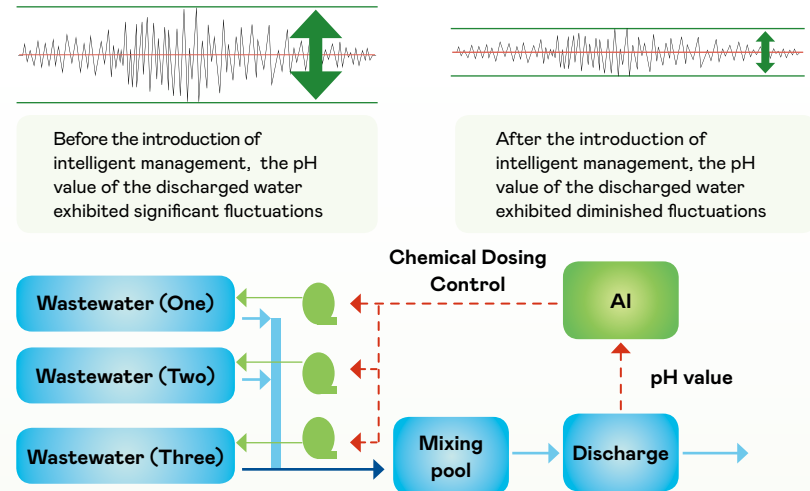 Before the introduction of
intelligent management, the pH
value of the discharged water
exhibited significant fluctuations
After the introduction of
intelligent management, the pH
value of the discharged water
exhibited diminished fluctuations
Chemical Dosing
Control
Wastewater (One)
AI
Wastewater (Two)
pH value
Wastewater (Three)
Mixing
pool
Discharge